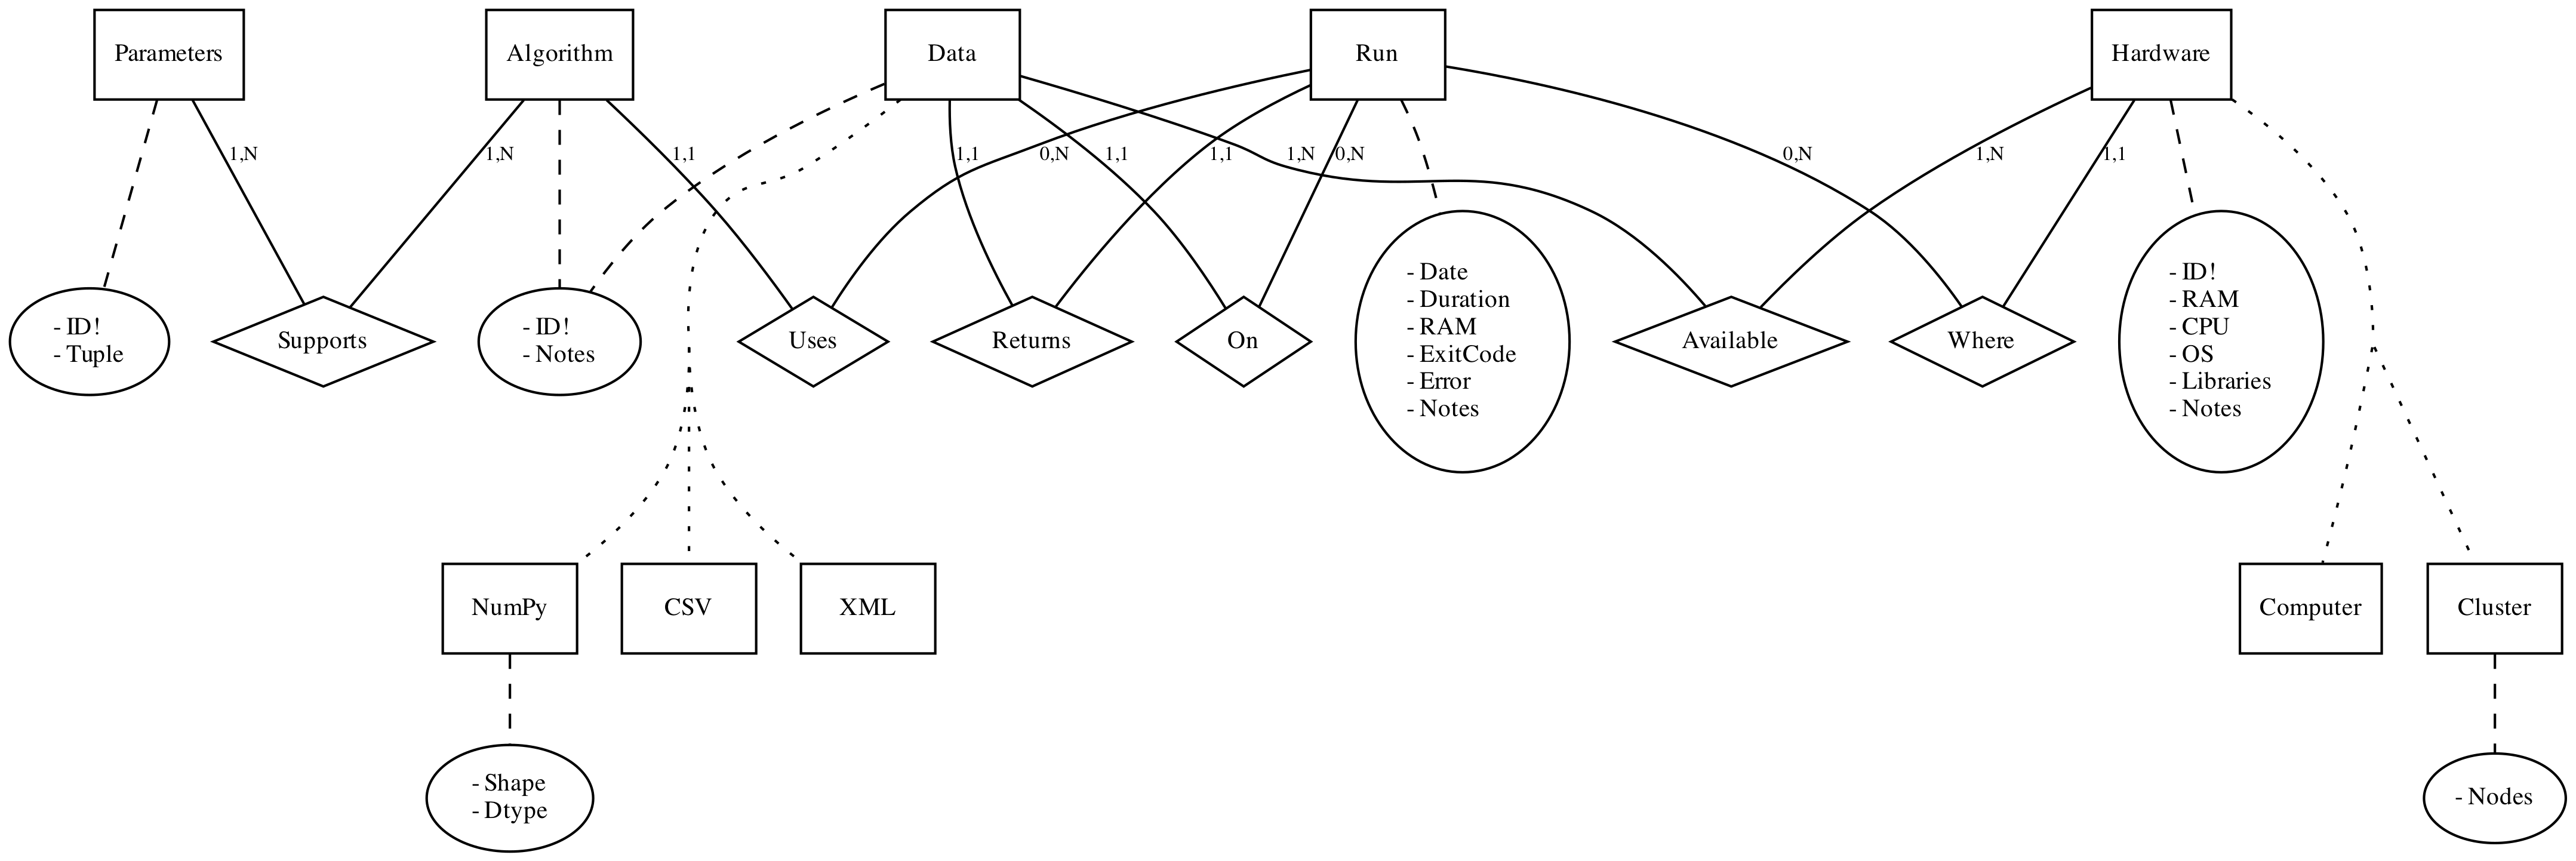 Parameters
Algorithm
Data
Run
Hardware
1,N
1,N
1,1
1,1
0,N
1,1
1,1
1,N
0,N
0,N
1,N
1,1
- ID!
- Tuple
Supports
- ID!
- Notes
Uses
Returns
On
- Date
- Duration
- RAM
- ExitCode
- Error
- Notes
Available
Where
- ID!
- RAM
- CPU
- OS
- Libraries
- Notes
NumPy
CSV
XML
Computer
Cluster
- Shape
- Dtype
- Nodes